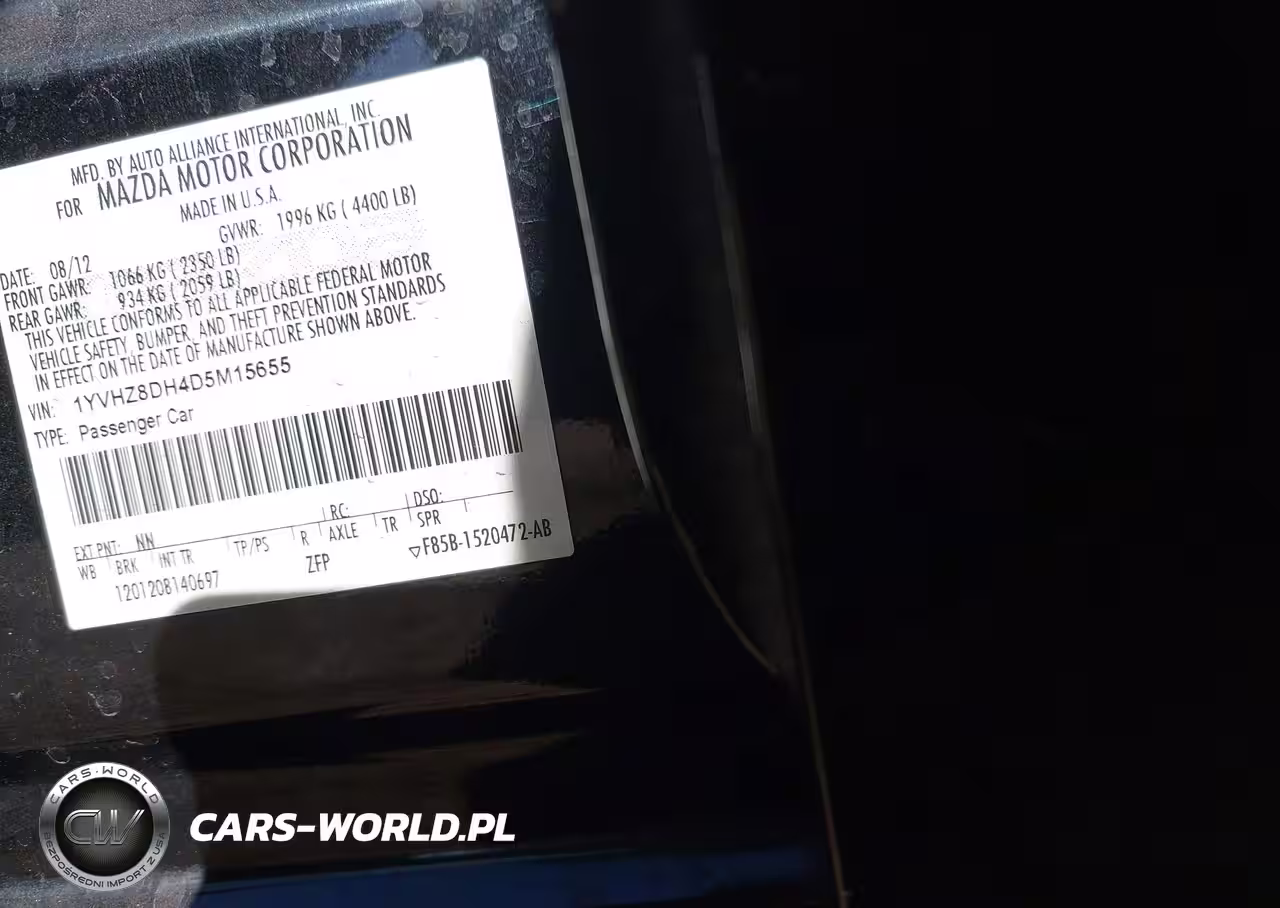 MFD. BY AUTO ALLIANCE INTERNATIONAL, INC.
FOR MAZDA MOTOR CORPORATION
MADE IN U.S.A.
DATE: 08/12 GVWR: 1996 KG ( 4400 LB)
FRONT GAWR: 1066 KG ( 2350 LB)
REAR GAWR: 934 KG ( 2059 LB)
THIS VEHICLE CONFORMS TO ALL APPLICABLE FEDERAL MOTOR
VEHICLE SAFETY, BUMPER, AND THEFT PREVENTION STANDARDS
IN EFFECT ON THE DATE OF MANUFACTURE SHOWN ABOVE.
VIN: 1YVHZ8DH4D5M15655
TYPE: Passenger Car
EXT PNT: NN RC: DSO:
WB BRK INT TR TP/PS R AXLE TR SPR
1201208140697 ZFP ▽F85B-1520472-AB
CARS-WORLD
CW
BEZPOŚREDNI IMPORT Z USA
CARS-WORLD.PL